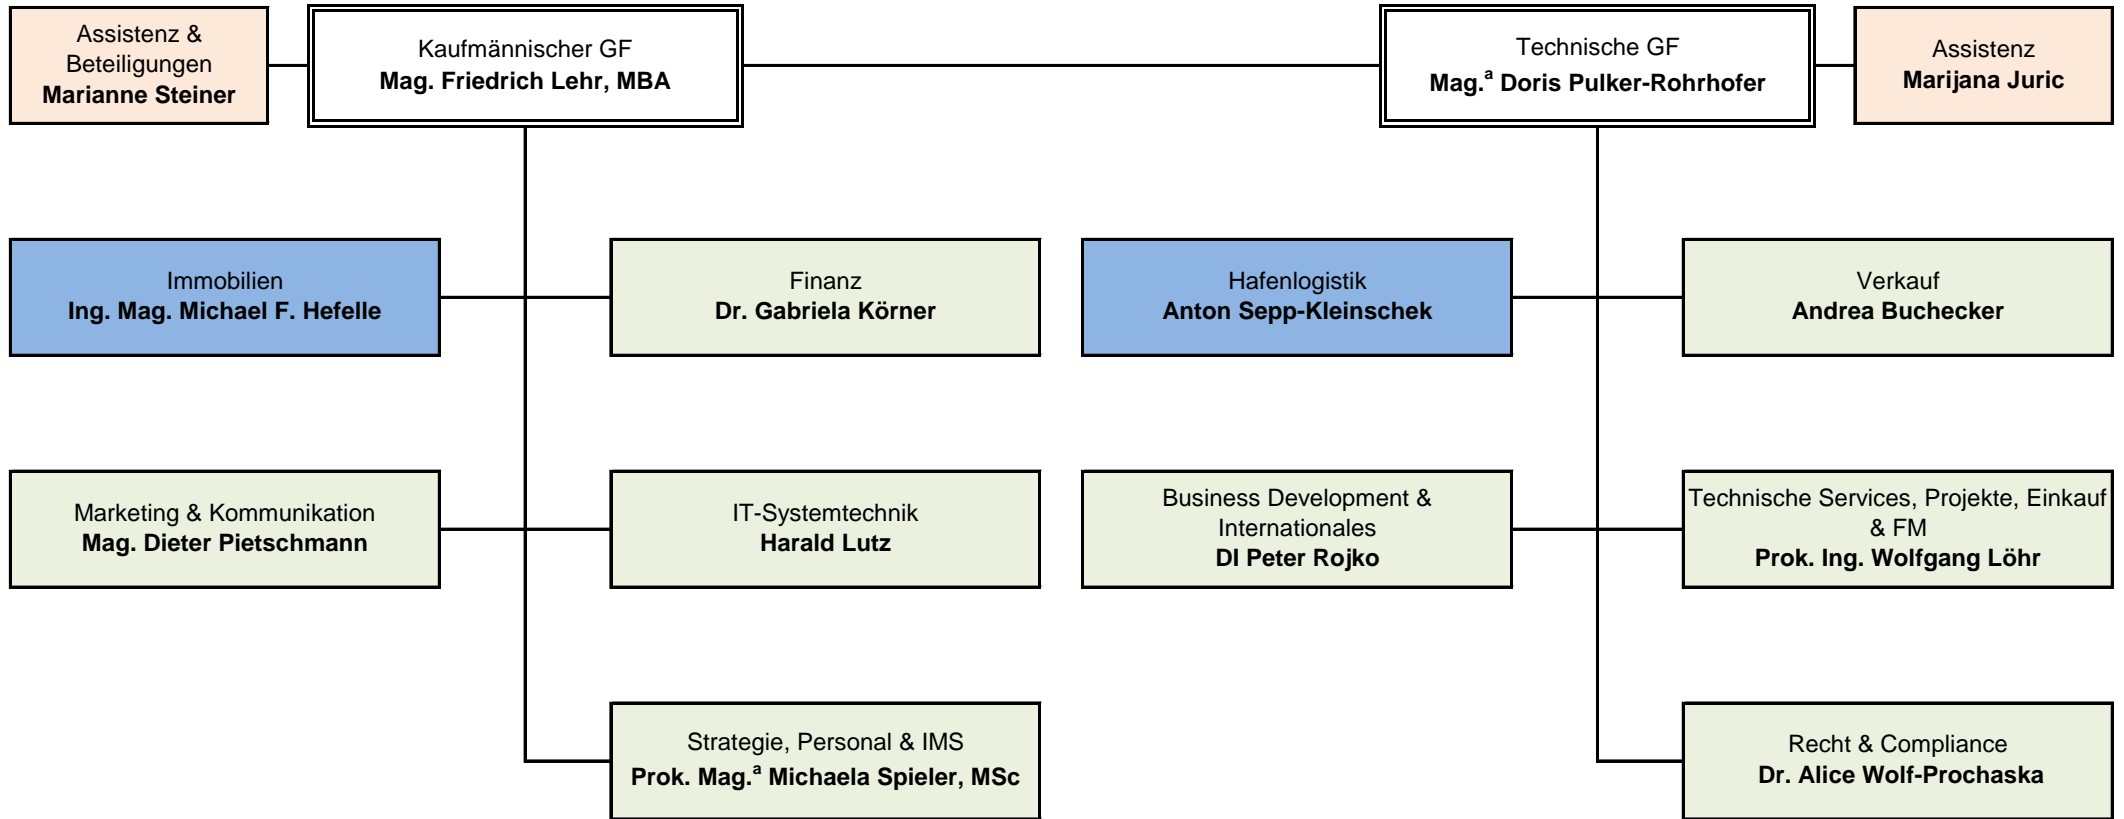 Assistenz &
Beteiligungen
Marianne Steiner
Kaufmännischer GF
Mag. Friedrich Lehr, MBA
Technische GF
Mag.ª Doris Pulker-Rohrhofer
Assistenz
Marijana Juric
Immobilien
Ing. Mag. Michael F. Hefelle
Finanz
Dr. Gabriela Körner
Hafenlogistik
Anton Sepp-Kleinschek
Verkauf
Andrea Buchecker
Marketing & Kommunikation
Mag. Dieter Pietschmann
IT-Systemtechnik
Harald Lutz
Business Development &
Internationales
DI Peter Rojko
Technische Services, Projekte, Einkauf
& FM
Prok. Ing. Wolfgang Löhr
Strategie, Personal & IMS
Prok. Mag.ª Michaela Spieler, MSc
Recht & Compliance
Dr. Alice Wolf-Prochaska